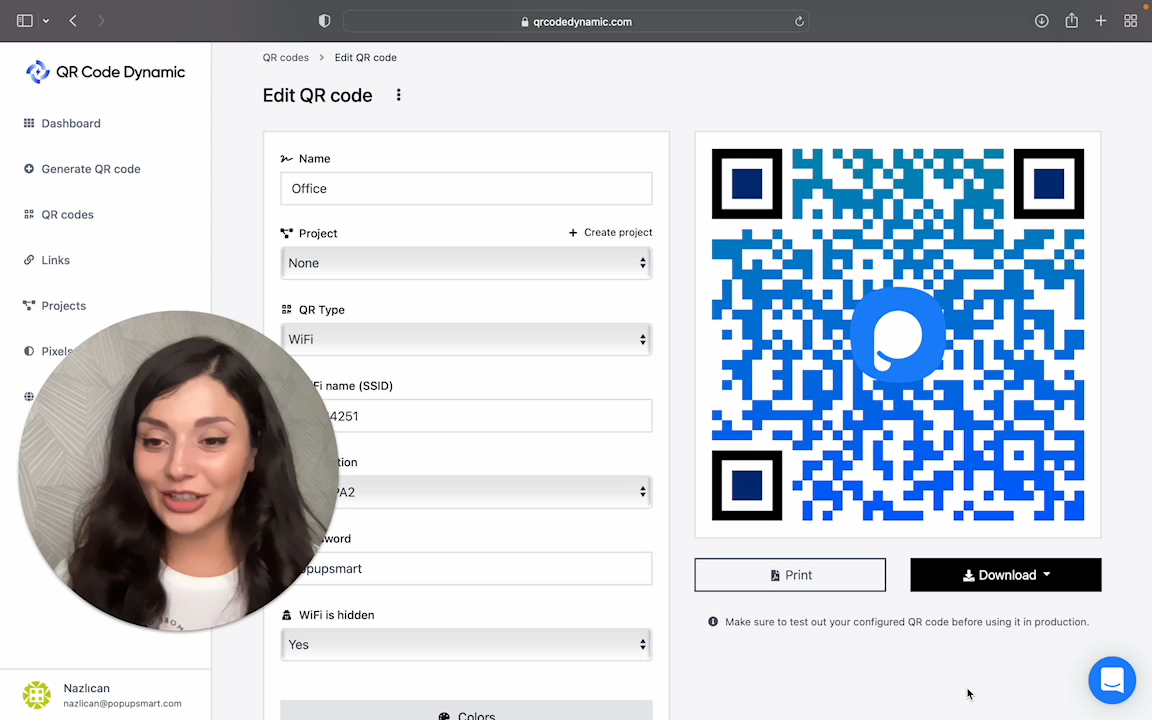 qrcodedynamic.com
QR Code Dynamic
Dashboard
Generate QR code
QR codes
Links
Projects
Pixels
Nazlıcan
nazlican@popupsmart.com
QR codes > Edit QR code
Edit QR code
Name
Office
Project
+ Create project
None
QR Type
WiFi
Fi name (SSID)
4251
tion
PA2
word
opupsmart
WiFi is hidden
Yes
Colors
Print
Download
Make sure to test out your configured QR code before using it in production.